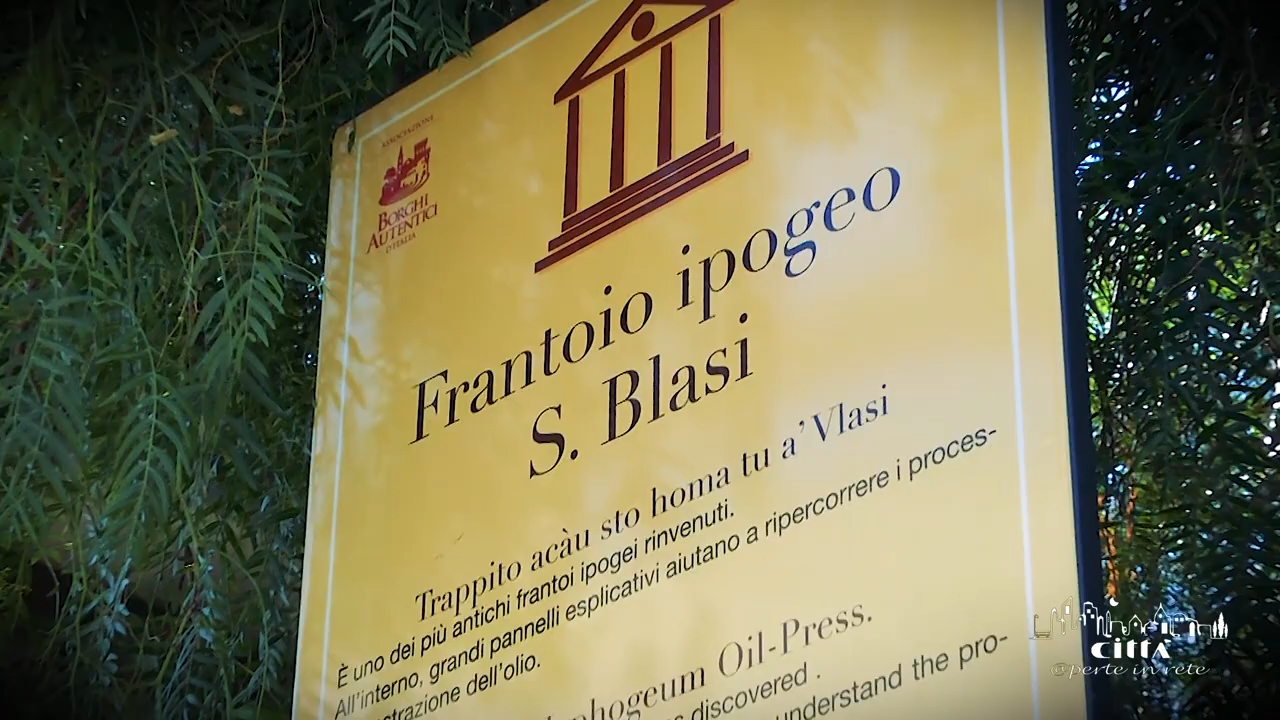 ASSOCIAZIONE
BORGHI
AUTENTICI
D'ITALIA
Frantoio ipogeo
S. Blasi
Trappito acàu sto homa tu a' Vlasi
È uno dei più antichi frantoi ipogei rinvenuti.
All'interno, grandi pannelli esplicativi aiutano a ripercorrere i proces-
strazione dell'olio.
phogeum Oil-Press.
discovered .
understand the pro-
CITTÀ
@perte in rete